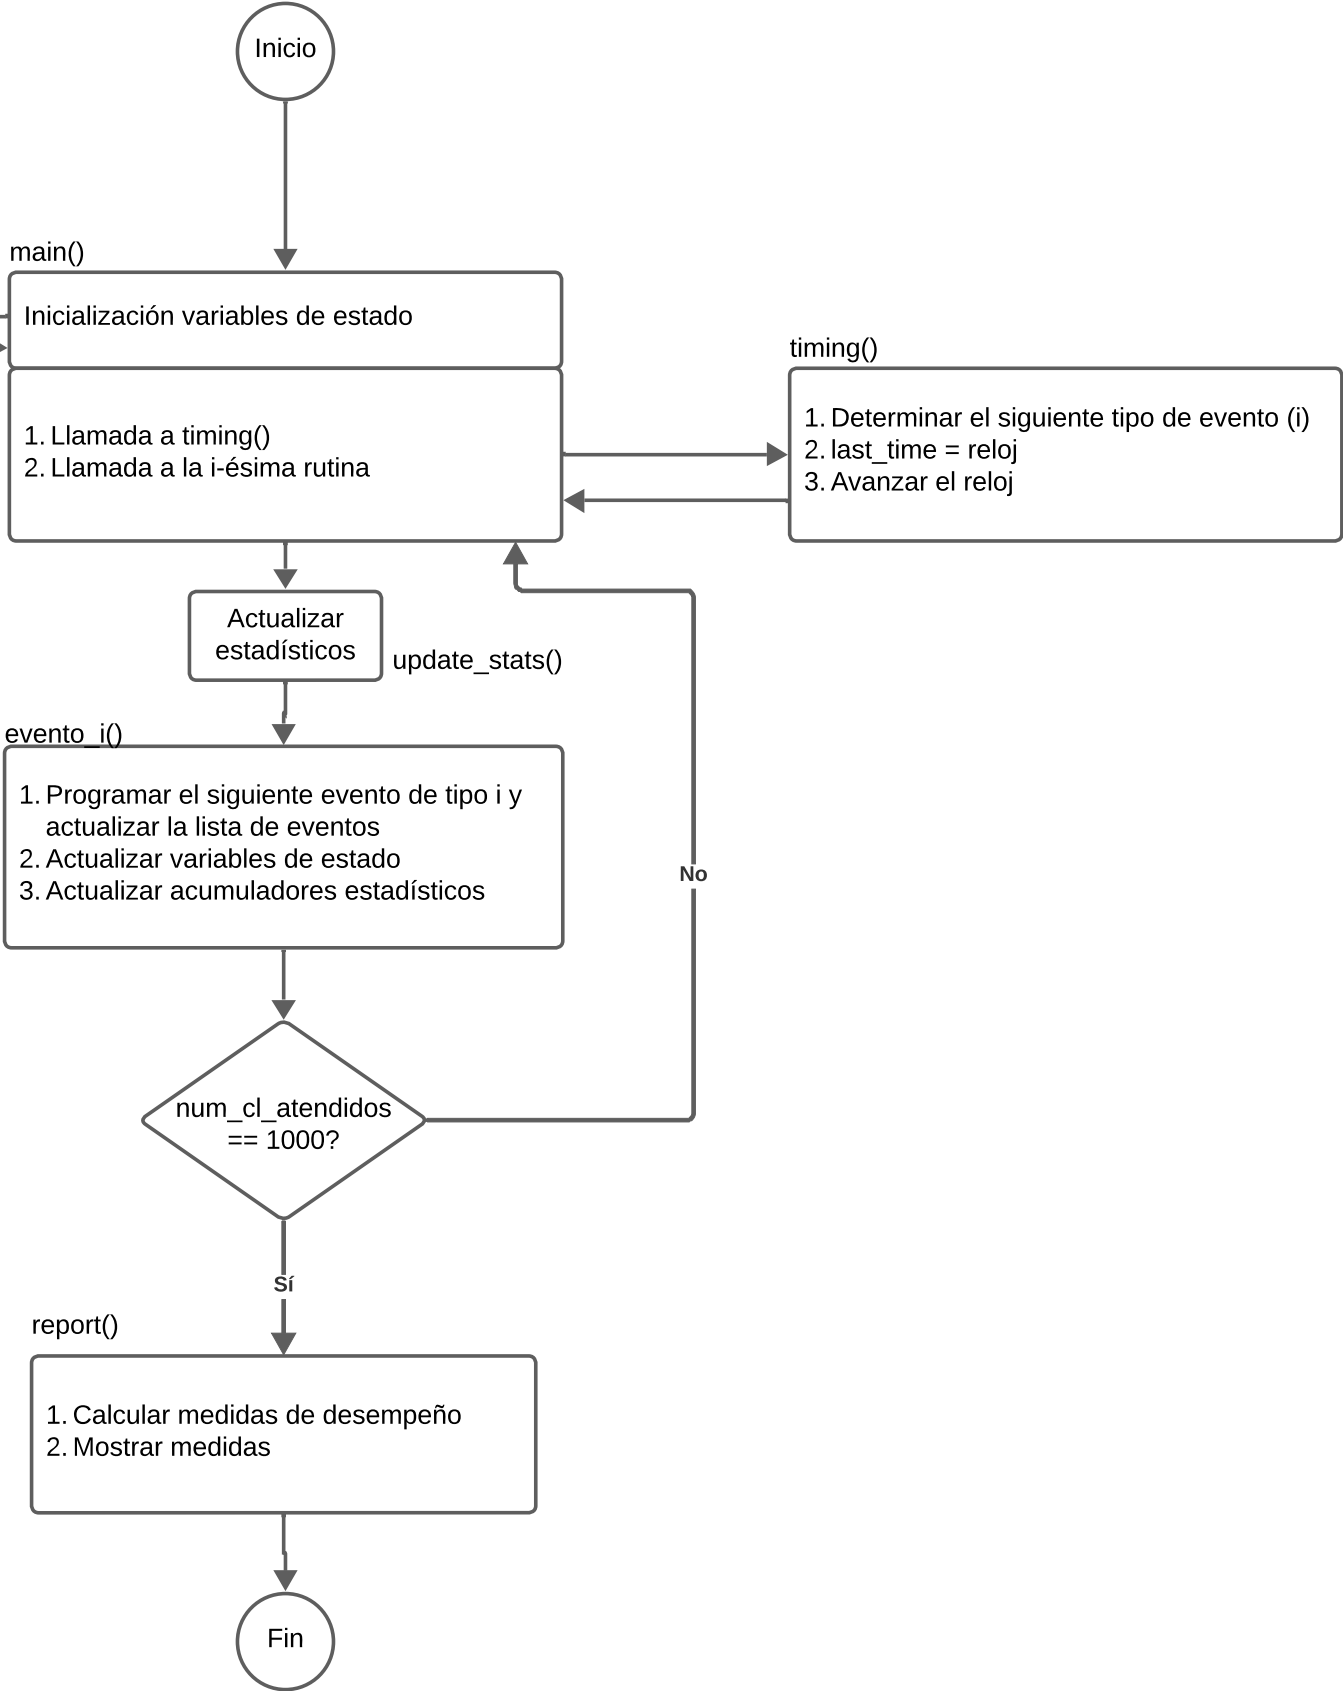 Inicio
main()
Inicialización variables de estado
1. Llamada a timing()
2. Llamada a la i-ésima rutina
timing()
1. Determinar el siguiente tipo de evento (i)
2. last_time = reloj
3. Avanzar el reloj
Actualizar
estadísticos
update_stats()
evento_i()
1. Programar el siguiente evento de tipo i y
actualizar la lista de eventos
2. Actualizar variables de estado
3. Actualizar acumuladores estadísticos
No
num_cl_atendidos
== 1000?
Sí
report()
1. Calcular medidas de desempeño
2. Mostrar medidas
Fin